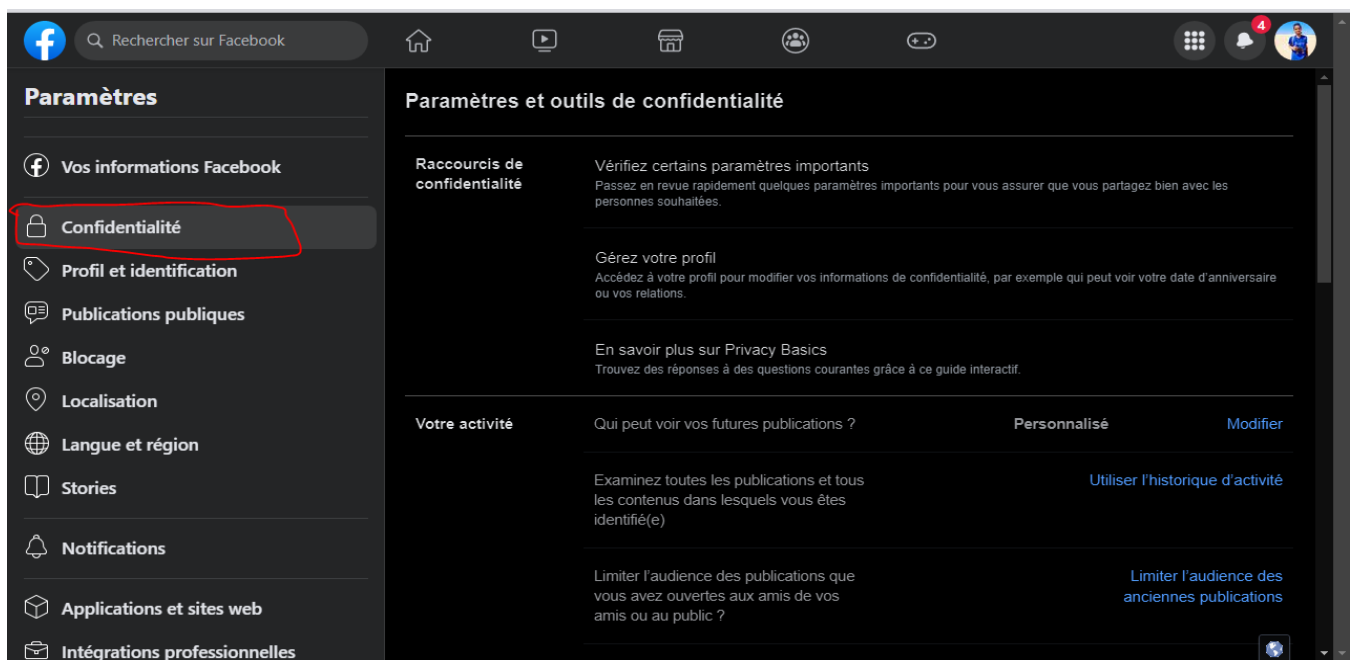 Rechercher sur Facebook
4
Paramètres
Vos informations Facebook
Confidentialité
Profil et identification
Publications publiques
Blocage
Localisation
Langue et région
Stories
Notifications
Applications et sites web
Intégrations professionnelles
Paramètres et outils de confidentialité
Raccourcis de
confidentialité
Vérifiez certains paramètres importants
Passez en revue rapidement quelques paramètres importants pour vous assurer que vous partagez bien avec les
personnes souhaitées.
Gérez votre profil
Accédez à votre profil pour modifier vos informations de confidentialité, par exemple qui peut voir votre date d’anniversaire
ou vos relations.
En savoir plus sur Privacy Basics
Trouvez des réponses à des questions courantes grâce à ce guide interactif.
Votre activité
Qui peut voir vos futures publications ?
Personnalisé
Modifier
Examinez toutes les publications et tous
les contenus dans lesquels vous êtes
identifié(e)
Utiliser l’historique d’activité
Limiter l’audience des publications que
vous avez ouvertes aux amis de vos
amis ou au public ?
Limiter l’audience des
anciennes publications